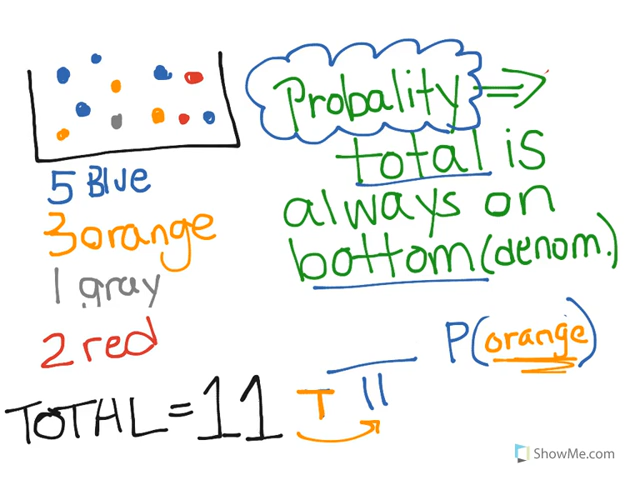 Probality ⇒
total is
always on
bottom (denom.)
5 Blue
3 orange
1 gray
2 red
TOTAL = 11
T 11
P(orange)
ShowMe.com